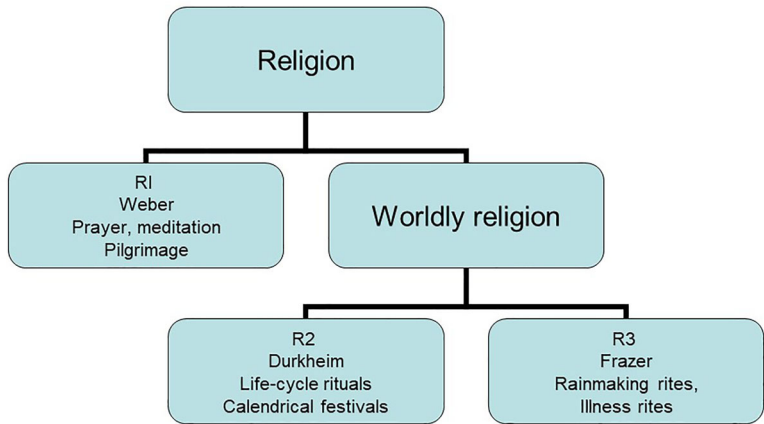 Religion
RI
Weber
Prayer, meditation
Pilgrimage
Worldly religion
R2
Durkheim
Life-cycle rituals
Calendrical festivals
R3
Frazer
Rainmaking rites,
Illness rites